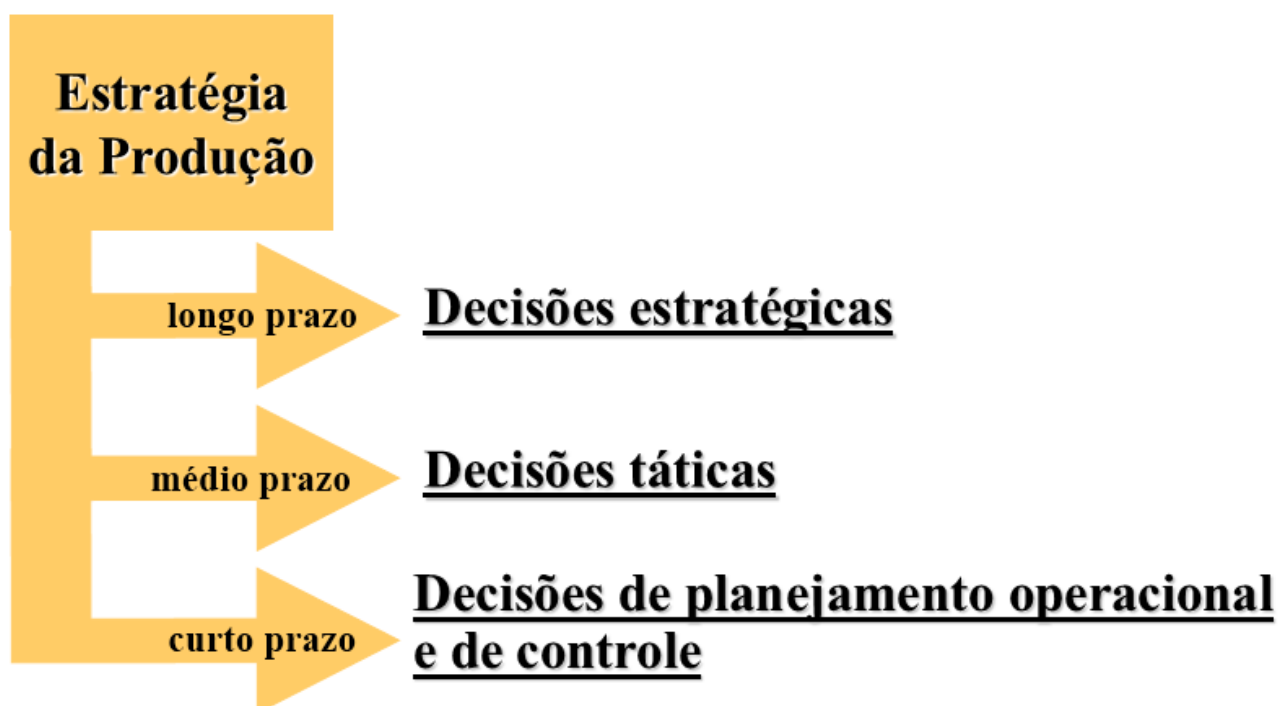 Estratégia
da Produção
longo prazo
Decisões estratégicas
médio prazo
Decisões táticas
curto prazo
Decisões de planejamento operacional
e de controle